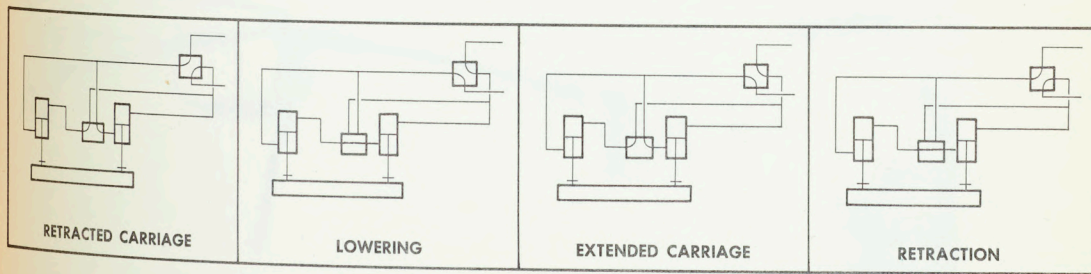 RETRACTED CARRIAGE
LOWERING
EXTENDED CARRIAGE
RETRACTION